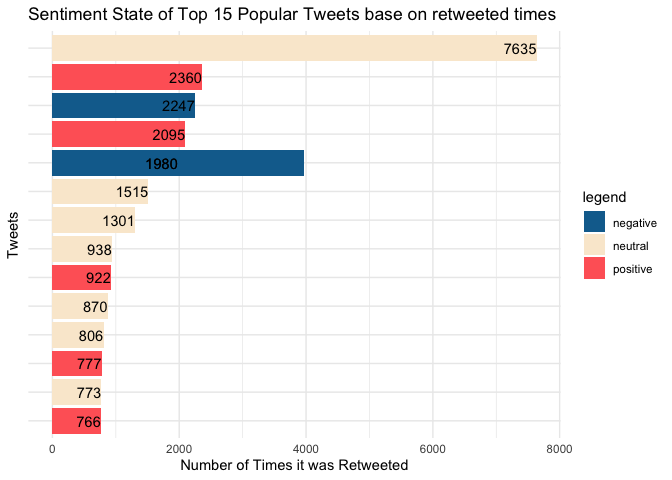 Sentiment State of Top 15 Popular Tweets base on retweeted times
7635
2360
2247
2095
1980
1515
1301
938
922
870
806
777
773
766
Tweets
0 2000 4000 6000 8000
Number of Times it was Retweeted
legend
negative
neutral
positive